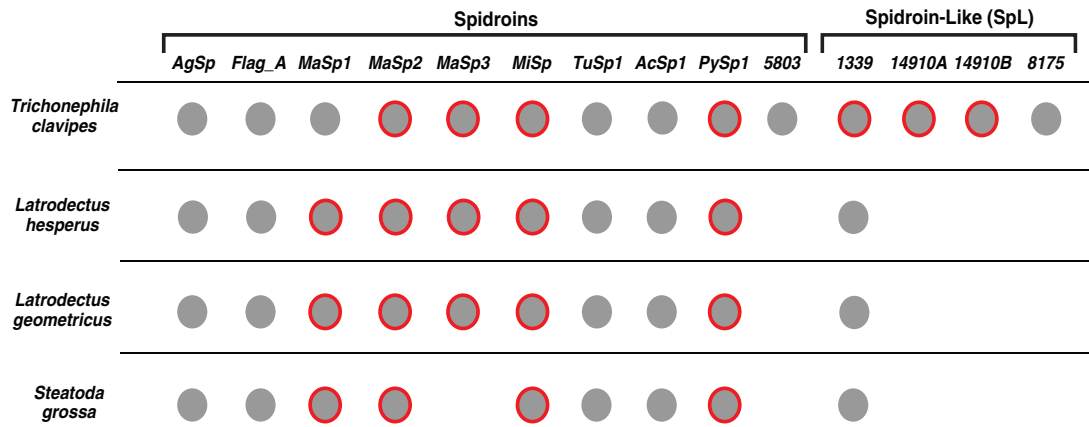 Spidroins
Spidroin-Like (SpL)
AgSp Flag_A MaSp1 MaSp2 MaSp3 MiSp TuSp1 AcSp1 PySp1 5803 1339 14910A 14910B 8175
Trichonephila
clavipes
Latrodectus
hesperus
Latrodectus
geometricus
Steatoda
grossa